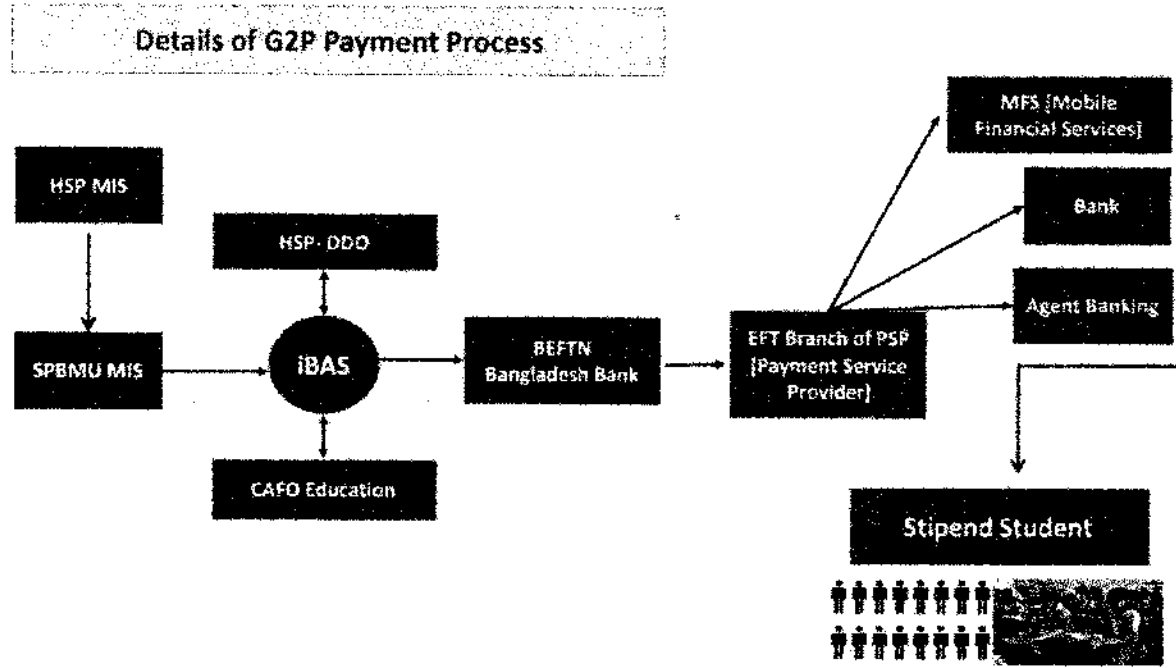 Details of G2P Payment Process
MFS [Mobile
Financial Services]
HSP MIS
Bank
HSP- DDO
Agent Banking
SPBMU MIS
iBAS
BEFTN
Bangladesh Bank
EFT Branch of PSP
[Payment Service
Provider]
CAFO Education
Stipend Student